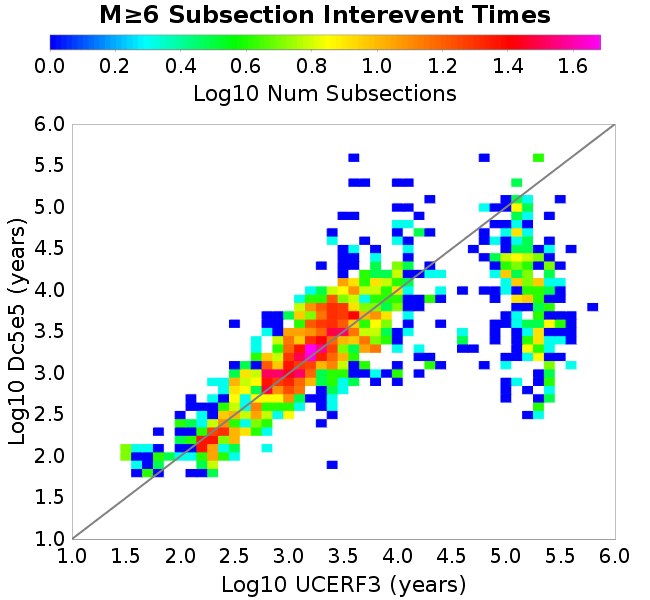 M≥6 Subsection Interevent Times
0.0 0.2 0.4 0.6 0.8 1.0 1.2 1.4 1.6
Log10 Num Subsections
Log10 Dc5e5 (years)
6.0
5.5
5.0
4.5
4.0
3.5
3.0
2.5
2.0
1.5
1.0
1.0 1.5 2.0 2.5 3.0 3.5 4.0 4.5 5.0 5.5 6.0
Log10 UCERF3 (years)